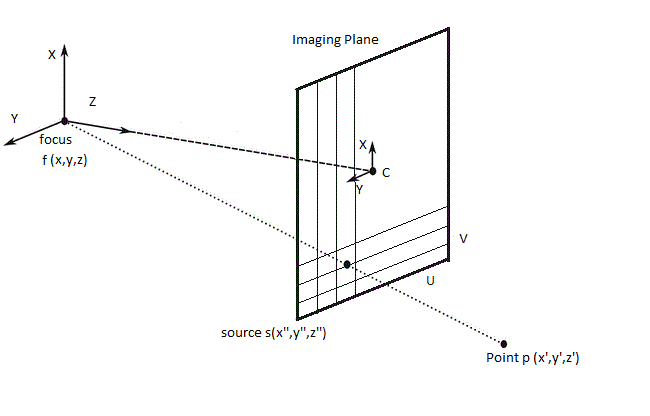 Imaging Plane
X
Z
Y
focus
f (x,y,z)
X
C
Y
V
U
source s(x",y",z")
Point p (x',y',z')